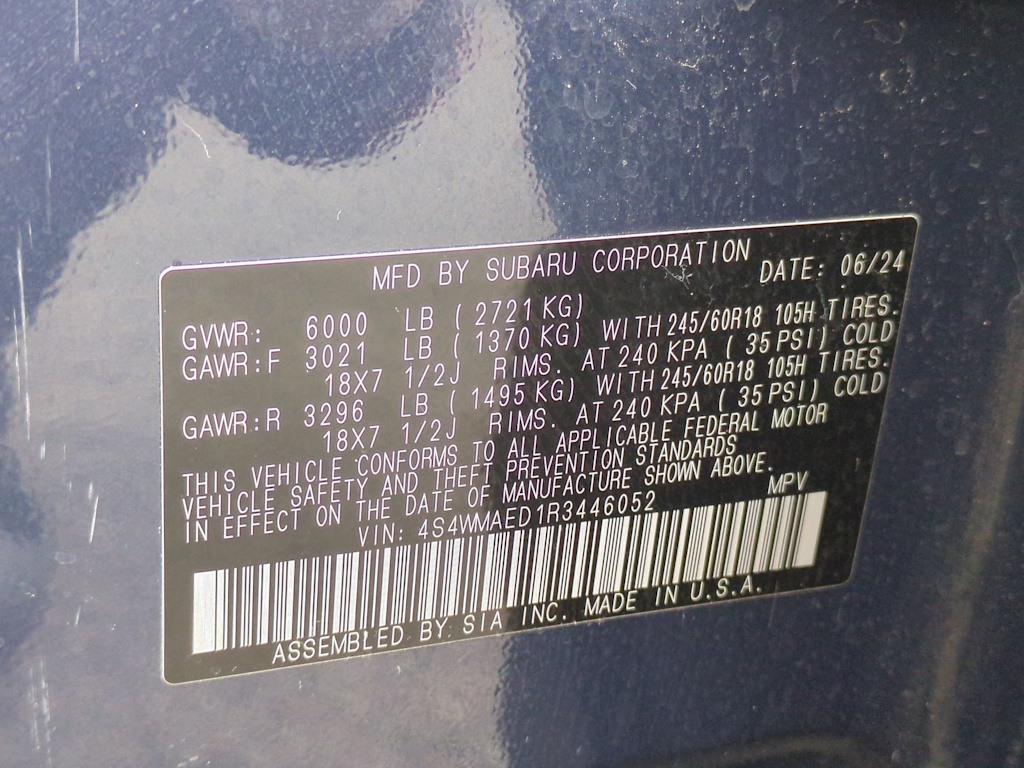 MFD BY SUBARU CORPORATION DATE: 06/24
GVWR: 6000 LB ( 2721 KG)
GAWR:F 3021 LB ( 1370 KG) WITH 245/60R18 105H TIRES.
18X7 1/2J RIMS. AT 240 KPA ( 35 PSI) COLD
GAWR:R 3296 LB ( 1495 KG) WITH 245/60R18 105H TIRES.
18X7 1/2J RIMS. AT 240 KPA ( 35 PSI) COLD
THIS VEHICLE CONFORMS TO ALL APPLICABLE FEDERAL MOTOR
VEHICLE SAFETY AND THEFT PREVENTION STANDARDS
IN EFFECT ON THE DATE OF MANUFACTURE SHOWN ABOVE.
VIN: 4S4WMAED1R3446052 MPV
ASSEMBLED BY SIA INC. MADE IN U.S.A.